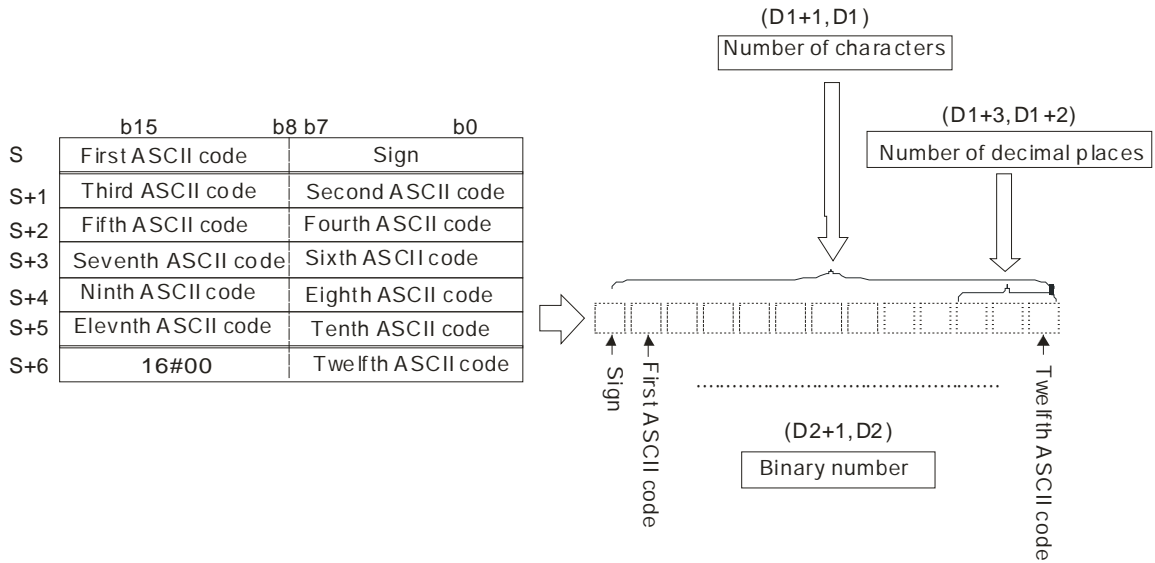 (D1+1,D1)
Number of characters
(D1+3,D1+2)
Number of decimal places
b15 b8 b7 b0
S First ASCII code Sign
S+1 Third ASCII code Second ASCII code
S+2 Fifth ASCII code Fourth ASCII code
S+3 Seventh ASCII code Sixth ASCII code
S+4 Ninth ASCII code Eighth ASCII code
S+5 Elevnth ASCII code Tenth ASCII code
S+6 16#00 Twelfth ASCII code
Sign
First ASCII code
Twelfth ASCII code
(D2+1,D2)
Binary number